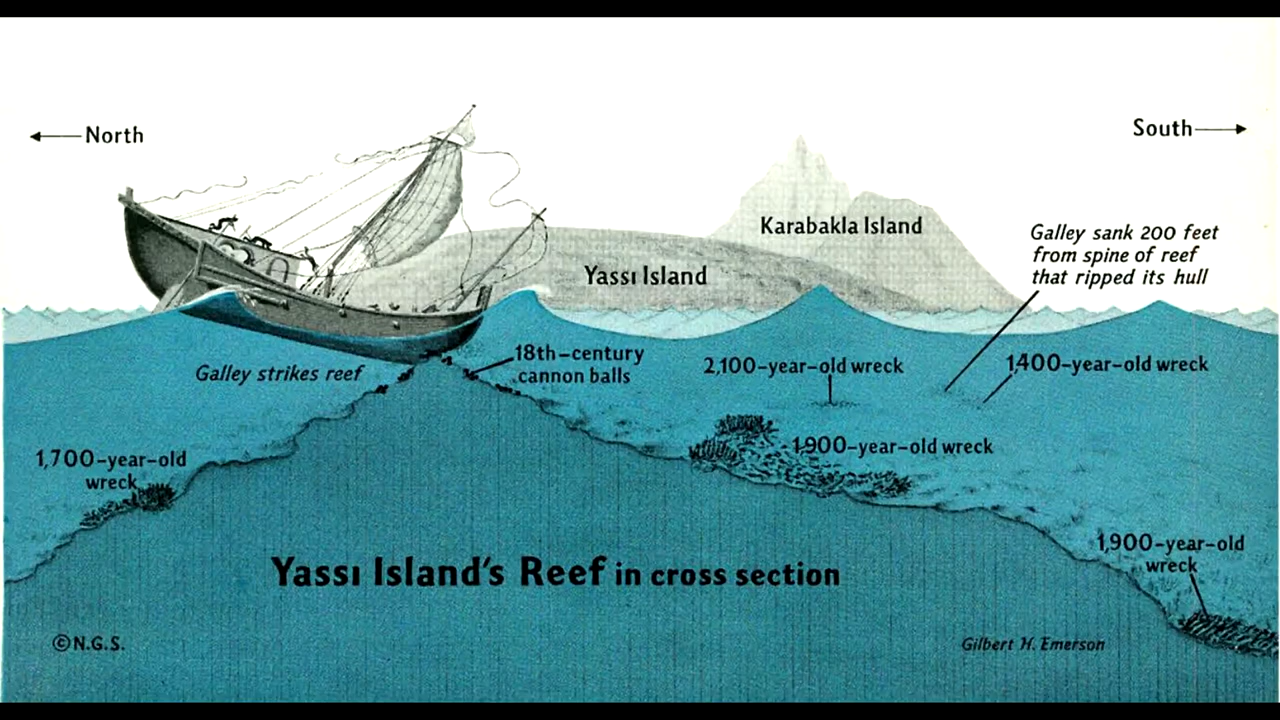 North
South
Karabakla Island
Yassı Island
Galley sank 200 feet
from spine of reef
that ripped its hull
Galley strikes reef
18th-century
cannon balls
2,100-year-old wreck
1,400-year-old wreck
1,900-year-old wreck
1,700-year-old
wreck
1,900-year-old
wreck
Yassı Island's Reef in cross section
©N.G.S.
Gilbert H. Emerson